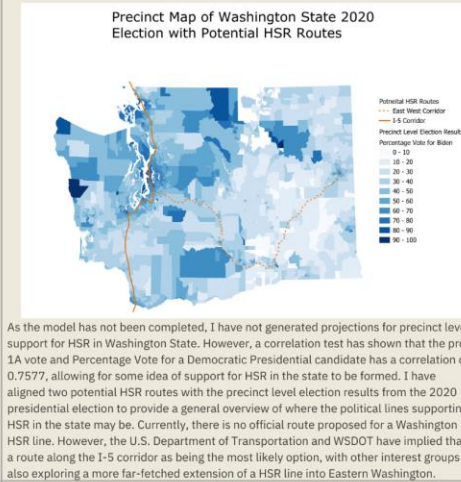 Precinct Map of Washington State 2020
Election with Potential HSR Routes
Potneital HSR Routes
East West Corridor
I-5 Corridor
Precinct Level Election Results
Percentage Vote for Biden
0 - 10
10 - 20
20 - 30
30 - 40
40 - 50
50 - 60
60 - 70
70 - 80
80 - 90
90 - 100
As the model has not been completed, I have not generated projections for precinct leve
support for HSR in Washington State. However, a correlation test has shown that the pro
1A vote and Percentage Vote for a Democratic Presidential candidate has a correlation o
0.7577, allowing for some idea of support for HSR in the state to be formed. I have
aligned two potential HSR routes with the precinct level election results from the 2020
presidential election to provide a general overview of where the political lines supportin
HSR in the state may be. Currently, there is no official route proposed for a Washington
HSR line. However, the U.S. Department of Transportation and WSDOT have implied tha
a route along the I-5 corridor as being the most likely option, with other interest groups
also exploring a more far-fetched extension of a HSR line into Eastern Washington.